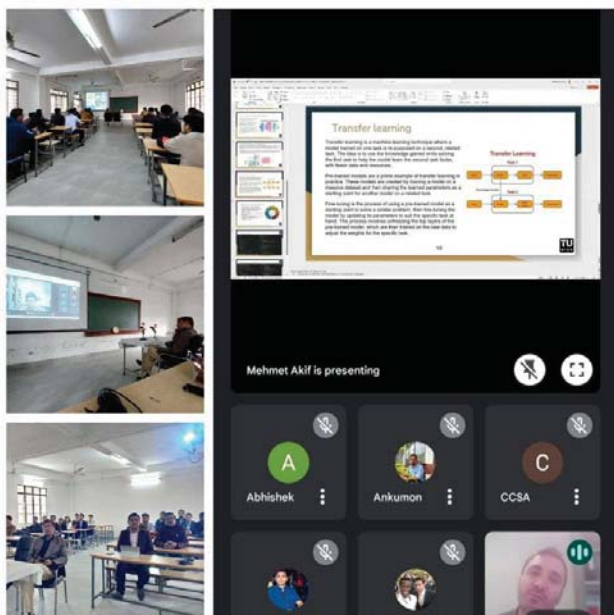 Transfer learning
Transfer learning is a machine learning technique where a
model trained on one task is re-purposed on a second, related
task. The idea is to use the knowledge gained while solving
the first task to help the model learn the second task faster,
with fewer data and resources.
Pre-trained models are a prime example of transfer learning in
practice. These models are created by training a model on a
massive dataset and then sharing the learned parameters as a
starting point for another model on a related task.
Fine-tuning is the process of using a pre-trained model as a
starting point to solve a similar problem, then fine-tuning the
model by updating its parameters to suit the specific task at
hand. The process involves unfreezing the top layers of the
pre-trained model, which are then trained on the new data to
adjust the weights for the specific task.
Transfer Learning
TU
Mehmet Akif is presenting
A
Abhishek
Ankumon
C
CCSA